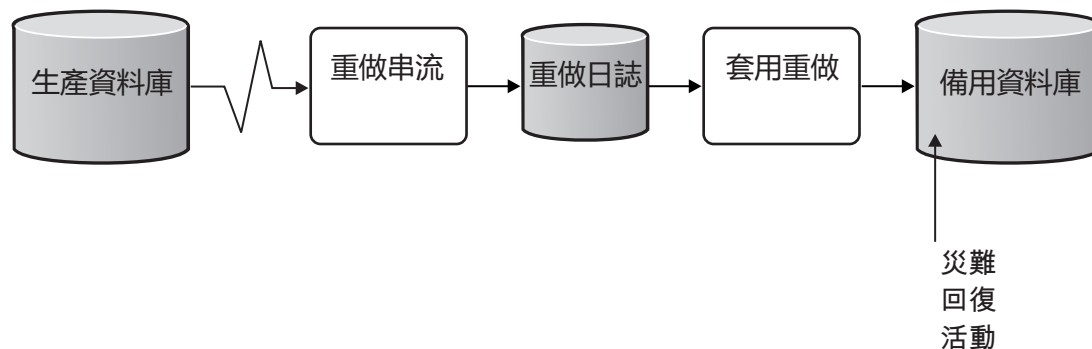 生產資料庫
重做串流
重做日誌
套用重做
備用資料庫
災難
回復
活動